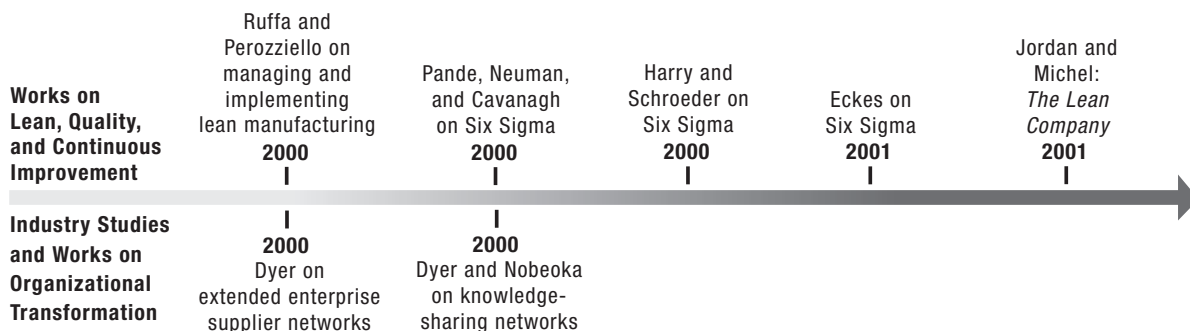 Works on
Lean, Quality,
and Continuous
Improvement
Ruffa and
Perozziello on
managing and
implementing
lean manufacturing
2000
Pande, Neuman,
and Cavanagh
on Six Sigma
2000
Harry and
Schroeder on
Six Sigma
2000
Eckes on
Six Sigma
2001
Jordan and
Michel:
The Lean
Company
2001
Industry Studies
and Works on
Organizational
Transformation
2000
Dyer on
extended enterprise
supplier networks
2000
Dyer and Nobeoka
on knowledge-
sharing networks